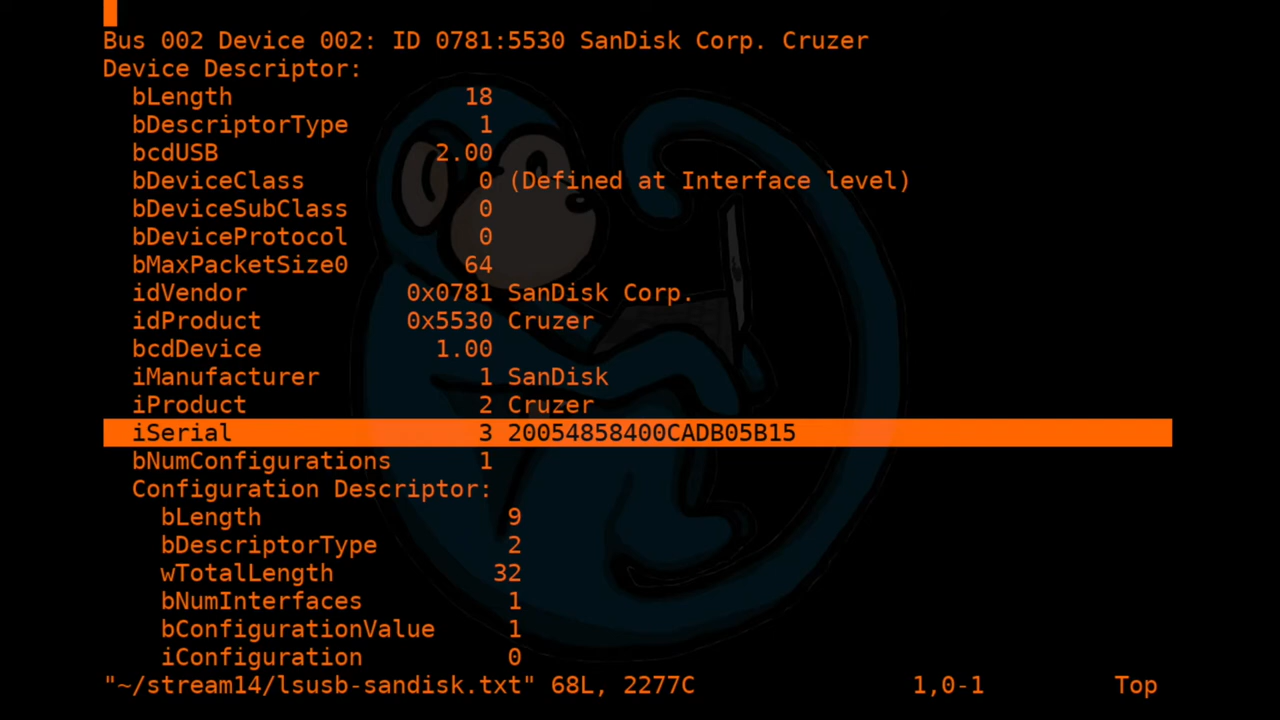 Bus 002 Device 002: ID 0781:5530 SanDisk Corp. Cruzer
Device Descriptor:
  bLength                18
  bDescriptorType         1
  bcdUSB               2.00
  bDeviceClass            0 (Defined at Interface level)
  bDeviceSubClass         0
  bDeviceProtocol         0
  bMaxPacketSize0        64
  idVendor           0x0781 SanDisk Corp.
  idProduct          0x5530 Cruzer
  bcdDevice            1.00
  iManufacturer           1 SanDisk
  iProduct                2 Cruzer
  iSerial                 3 20054858400CADB05B15
  bNumConfigurations      1
  Configuration Descriptor:
    bLength                 9
    bDescriptorType         2
    wTotalLength           32
    bNumInterfaces          1
    bConfigurationValue     1
    iConfiguration          0
"~/stream14/lsusb-sandisk.txt" 68L, 2277C               1,0-1         Top